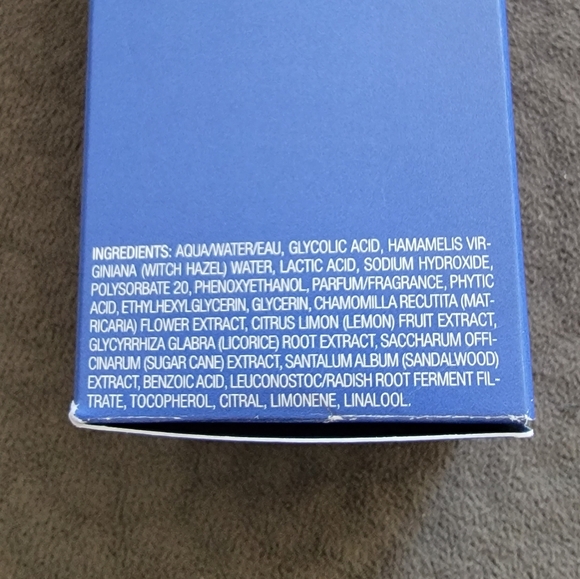 INGREDIENTS: AQUA/WATER/EAU, GLYCOLIC ACID, HAMAMELIS VIR-
GINIANA (WITCH HAZEL) WATER, LACTIC ACID, SODIUM HYDROXIDE,
POLYSORBATE 20, PHENOXYETHANOL, PARFUM/FRAGRANCE, PHYTIC
ACID, ETHYLHEXYLGLYCERIN, GLYCERIN, CHAMOMILLA RECUTITA (MAT-
RICARIA) FLOWER EXTRACT, CITRUS LIMON (LEMON) FRUIT EXTRACT,
GLYCYRRHIZA GLABRA (LICORICE) ROOT EXTRACT, SACCHARUM OFFI-
CINARUM (SUGAR CANE) EXTRACT, SANTALUM ALBUM (SANDALWOOD)
EXTRACT, BENZOIC ACID, LEUCONOSTOC/RADISH ROOT FERMENT FIL-
TRATE, TOCOPHEROL, CITRAL, LIMONENE, LINALOOL.